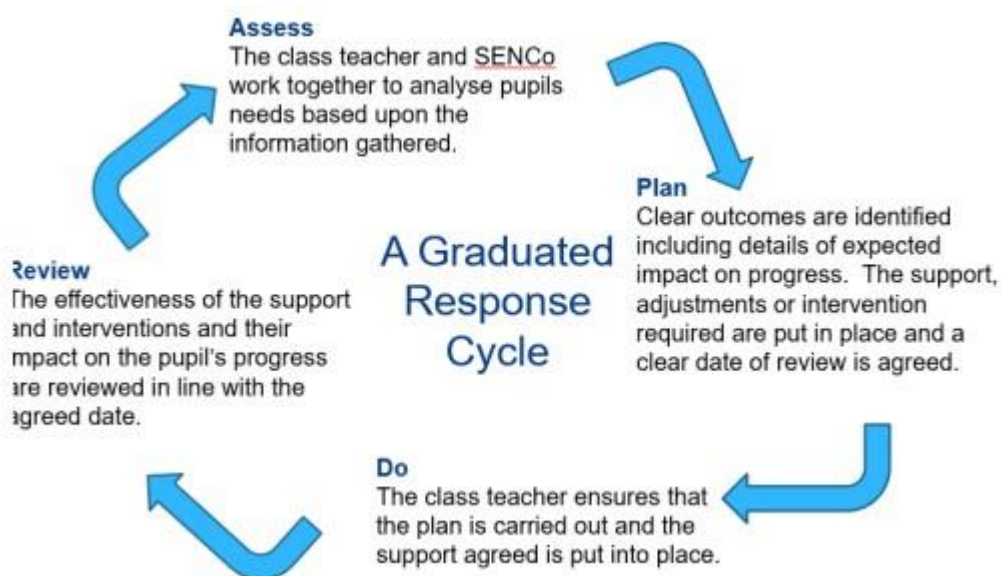 Assess
The class teacher and SENCo
work together to analyse pupils
needs based upon the
information gathered.
Plan
Clear outcomes are identified
including details of expected
impact on progress.  The support,
adjustments or intervention
required are put in place and a
clear date of review is agreed.
A Graduated
Response
Cycle
Do
The class teacher ensures that
the plan is carried out and the
support agreed is put into place.
Review
The effectiveness of the support
and interventions and their
impact on the pupil's progress
are reviewed in line with the
agreed date.